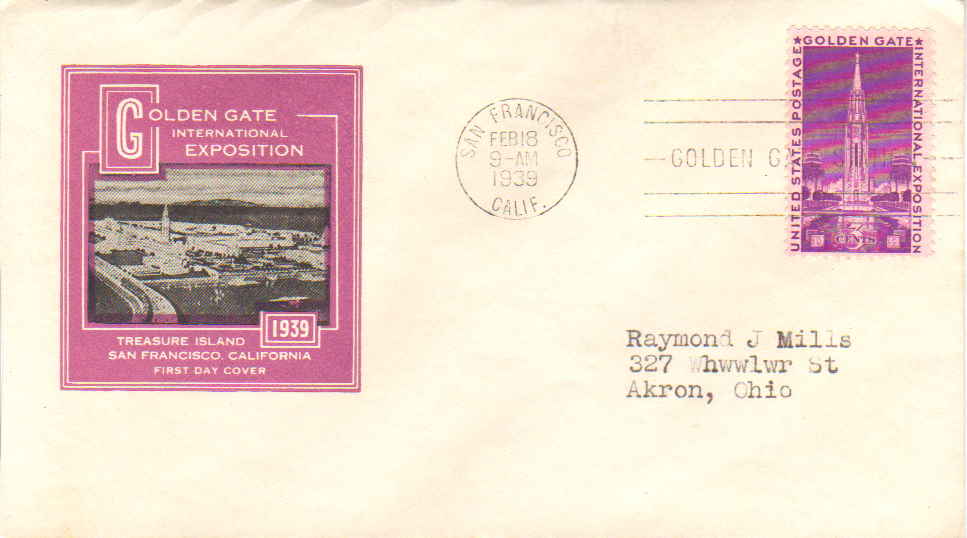 GOLDEN GATE
INTERNATIONAL
EXPOSITION
1939
TREASURE ISLAND
SAN FRANCISCO, CALIFORNIA
FIRST DAY COVER
SAN FRANCISCO
FEB 18
9-AM
1939
CALIF.
GOLDEN
UNITED STATES POSTAGE
★GOLDEN GATE★
INTERNATIONAL EXPOSITION
3
CENTS
Raymond J Mills
327 Whwwlwr St
Akron, Ohio